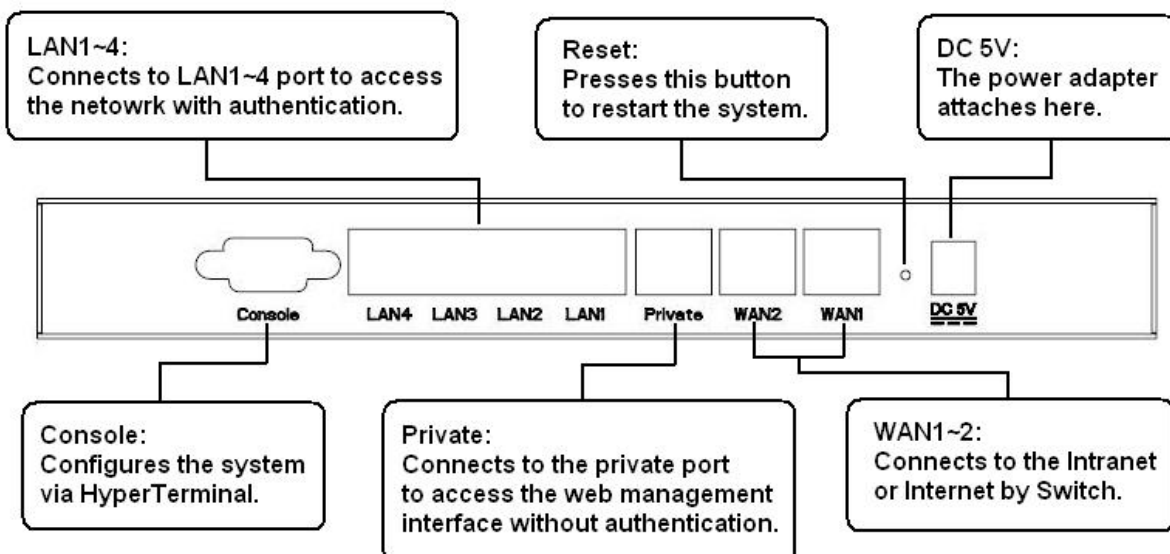 LAN1~4:
Connects to LAN1~4 port to access
the netowrk with authentication.
Reset:
Presses this button
to restart the system.
DC 5V:
The power adapter
attaches here.
Console
LAN4
LAN3
LAN2
LAN1
Private
WAN2
WAN1
DC 5V
Console:
Configures the system
via HyperTerminal.
Private:
Connects to the private port
to access the web management
interface without authentication.
WAN1~2:
Connects to the Intranet
or Internet by Switch.